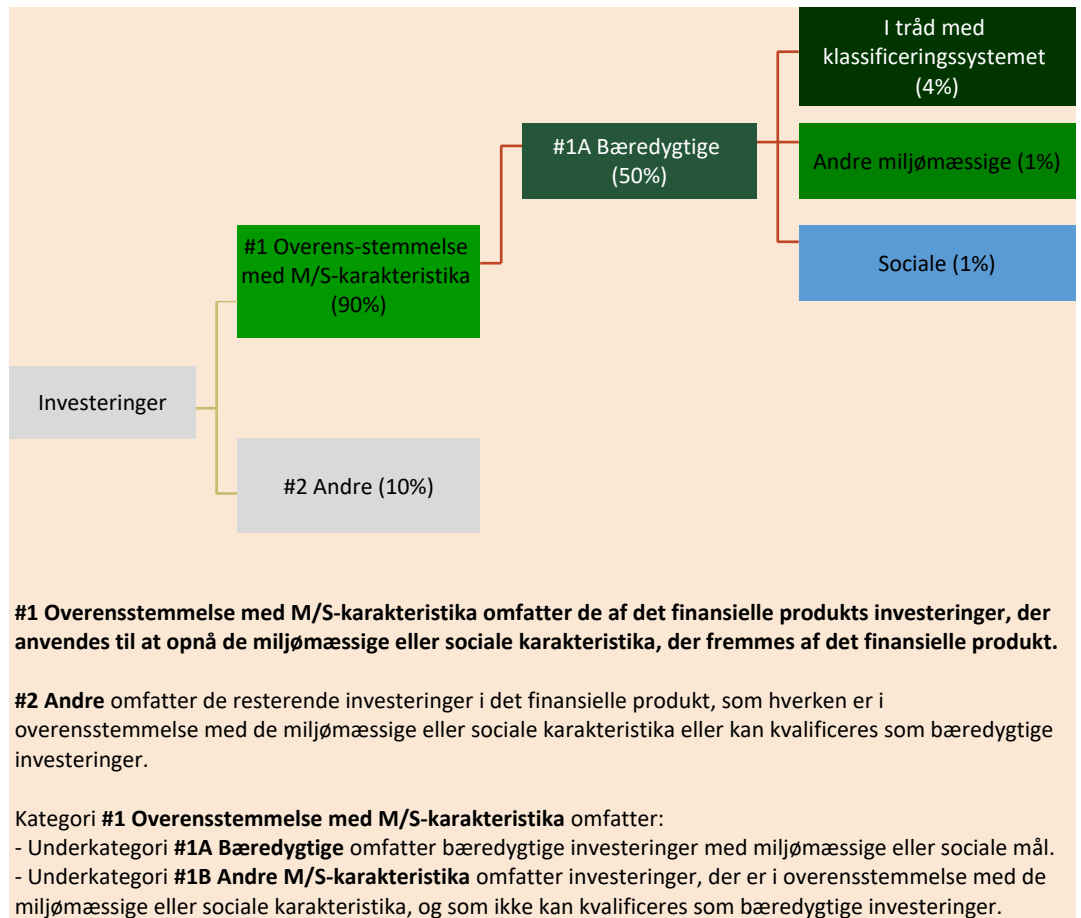 I tråd med
klassificeringssystemet
(4%)
#1A Bæredygtige
(50%)
Andre miljømæssige (1%)
#1 Overens-stemmelse
med M/S-karakteristika
(90%)
Sociale (1%)
Investeringer
#2 Andre (10%)
#1 Overensstemmelse med M/S-karakteristika omfatter de af det finansielle produkts investeringer, der
anvendes til at opnå de miljømæssige eller sociale karakteristika, der fremmes af det finansielle produkt.
#2 Andre omfatter de resterende investeringer i det finansielle produkt, som hverken er i
overensstemmelse med de miljømæssige eller sociale karakteristika eller kan kvalificeres som bæredygtige
investeringer.
Kategori #1 Overensstemmelse med M/S-karakteristika omfatter:
- Underkategori #1A Bæredygtige omfatter bæredygtige investeringer med miljømæssige eller sociale mål.
- Underkategori #1B Andre M/S-karakteristika omfatter investeringer, der er i overensstemmelse med de
miljømæssige eller sociale karakteristika, og som ikke kan kvalificeres som bæredygtige investeringer.